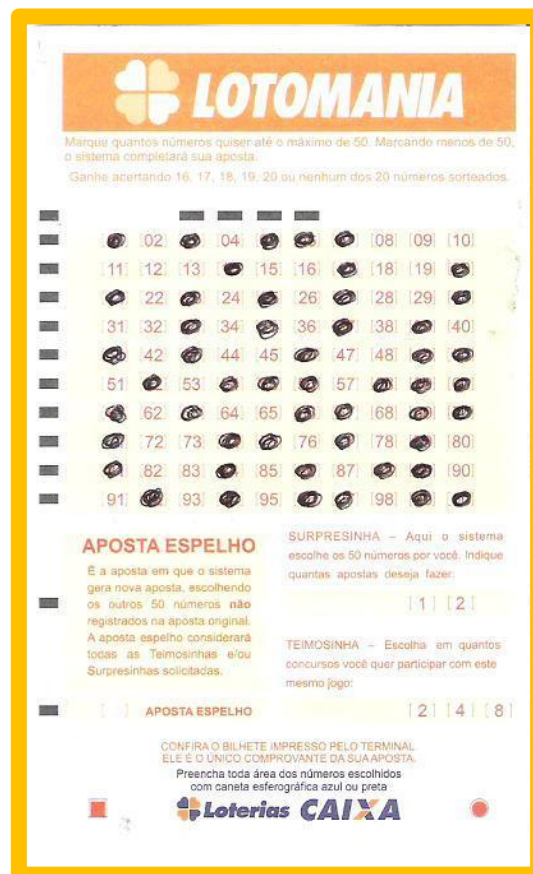 LOTOMANIA
Marque quantos números quiser até o máximo de 50. Marcando menos de 50,
o sistema completará sua aposta.
Ganhe acertando 16, 17, 18, 19, 20 ou nenhum dos 20 números sorteados.
[02] [04] [08] [09] [10]
[11] [12] [13] [15] [16] [18] [19]
[22] [24] [26] [28] [29]
[31] [32] [34] [36] [38] [40]
[42] [44] [45] [47] [48]
[51] [53] [57]
[62] [64] [65] [68]
[72] [73] [76] [78] [80]
[82] [83] [85] [87] [90]
[91] [93] [95] [98]
APOSTA ESPELHO
É a aposta em que o sistema
gera nova aposta, escolhendo
os outros 50 números não
registrados na aposta original.
A aposta espelho considerará
todas as Teimosinhas e/ou
Surpresinhas solicitadas.
[ ] APOSTA ESPELHO
SURPRESINHA – Aqui o sistema
escolhe os 50 números por você. Indique
quantas apostas deseja fazer:
[1] [2]
TEIMOSINHA – Escolha em quantos
concursos você quer participar com este
mesmo jogo:
[2] [4] [8]
CONFIRA O BILHETE IMPRESSO PELO TERMINAL
ELE É O ÚNICO COMPROVANTE DA SUA APOSTA.
Preencha toda área dos números escolhidos
com caneta esferográfica azul ou preta
Loterias CAIXA